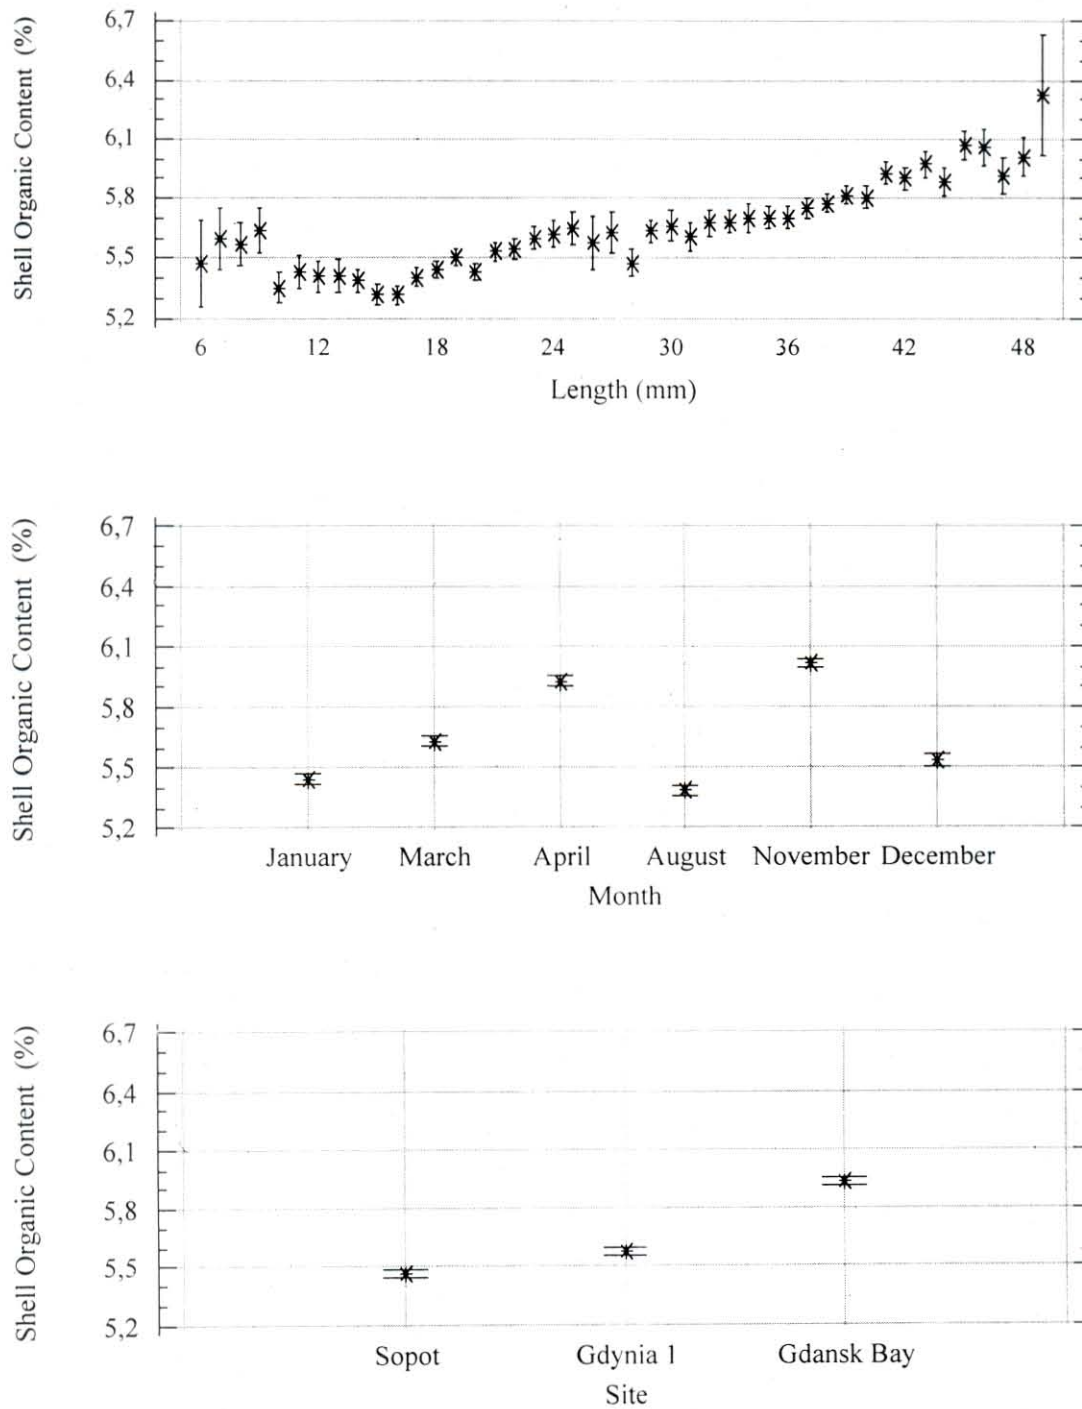 Shell Organic Content (%)
6,7
6,4
6,1
5,8
5,5
5,2
6 12 18 24 30 36 42 48
Length (mm)
Shell Organic Content (%)
6,7
6,4
6,1
5,8
5,5
5,2
January March April August November December
Month
Shell Organic Content (%)
6,7
6,4
6,1
5,8
5,5
5,2
Sopot Gdynia 1 Gdansk Bay
Site